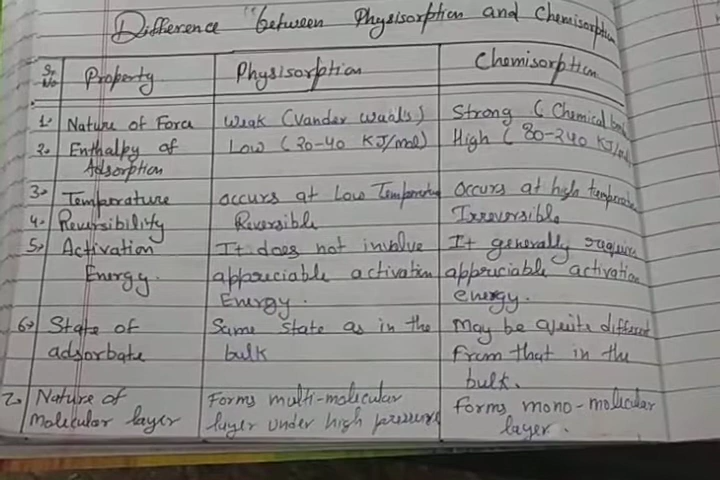 Difference between Physisorption and Chemisorption
Sr. No Property Physisorption Chemisorption
1. Nature of Force Weak (Vander waals) Strong (Chemical
2. Enthalpy of Adsorption Low (20-40 KJ/mol) High (80-240 KJ/mol
3. Temperature occurs at Low Temperature Occurs at high temperature
4. Reversibility Reversible Irreversible
5. Activation It does not involve It generally require
Energy. appreciable activation appreciable activation
Energy. energy.
6. State of Same state as in the May be Quite different
adsorbate bulk From that in the
bulk.
7. Nature of Forms multi-molecular forms mono-molecular
Molecular layer layer under high pressure layer.